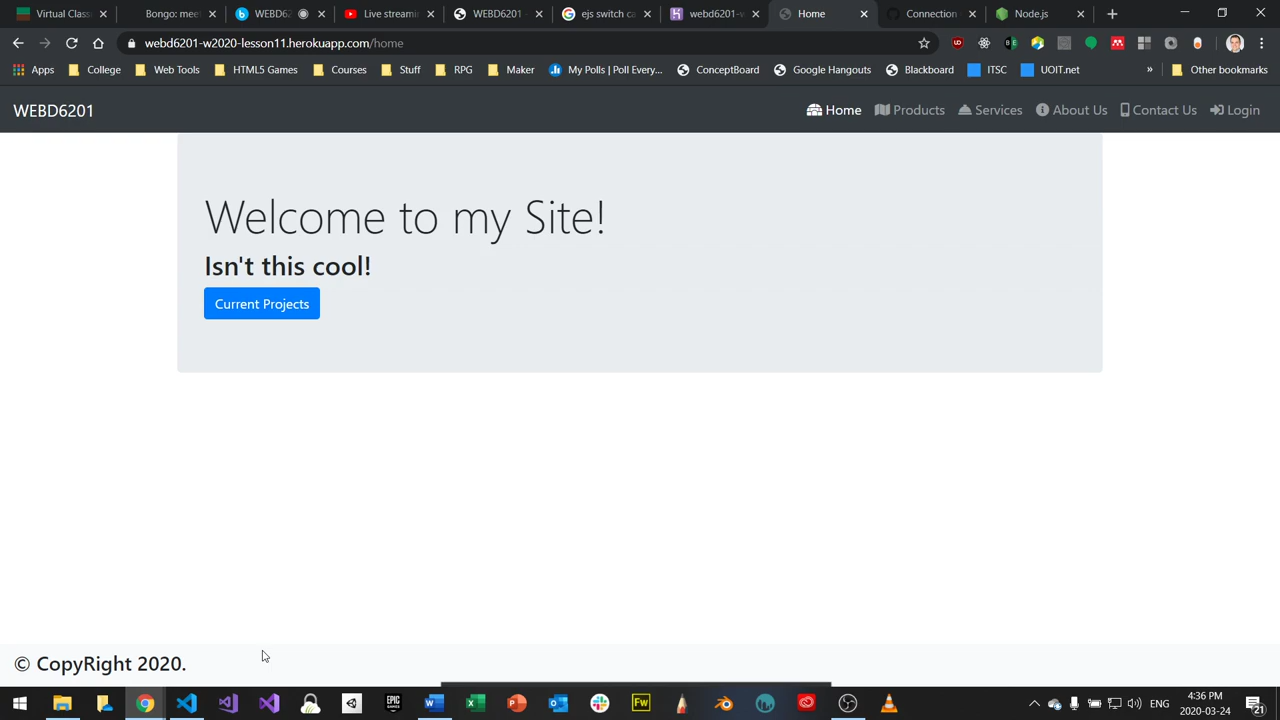 Virtual Class
Bongo: mee
WEBD62
Live streami
WEBD6201 -
ejs switch ca
webd6201-w
Home
Connection
Node.js
webd6201-w2020-lesson11.herokuapp.com/home
Apps
College
Web Tools
HTML5 Games
Courses
Stuff
RPG
Maker
My Polls | Poll Every...
ConceptBoard
Google Hangouts
Blackboard
ITSC
UOIT.net
»
Other bookmarks
WEBD6201
Home
Products
Services
About Us
Contact Us
Login
Welcome to my Site!
Isn't this cool!
Current Projects
© CopyRight 2020.
ENG
4:36 PM
2020-03-24
21